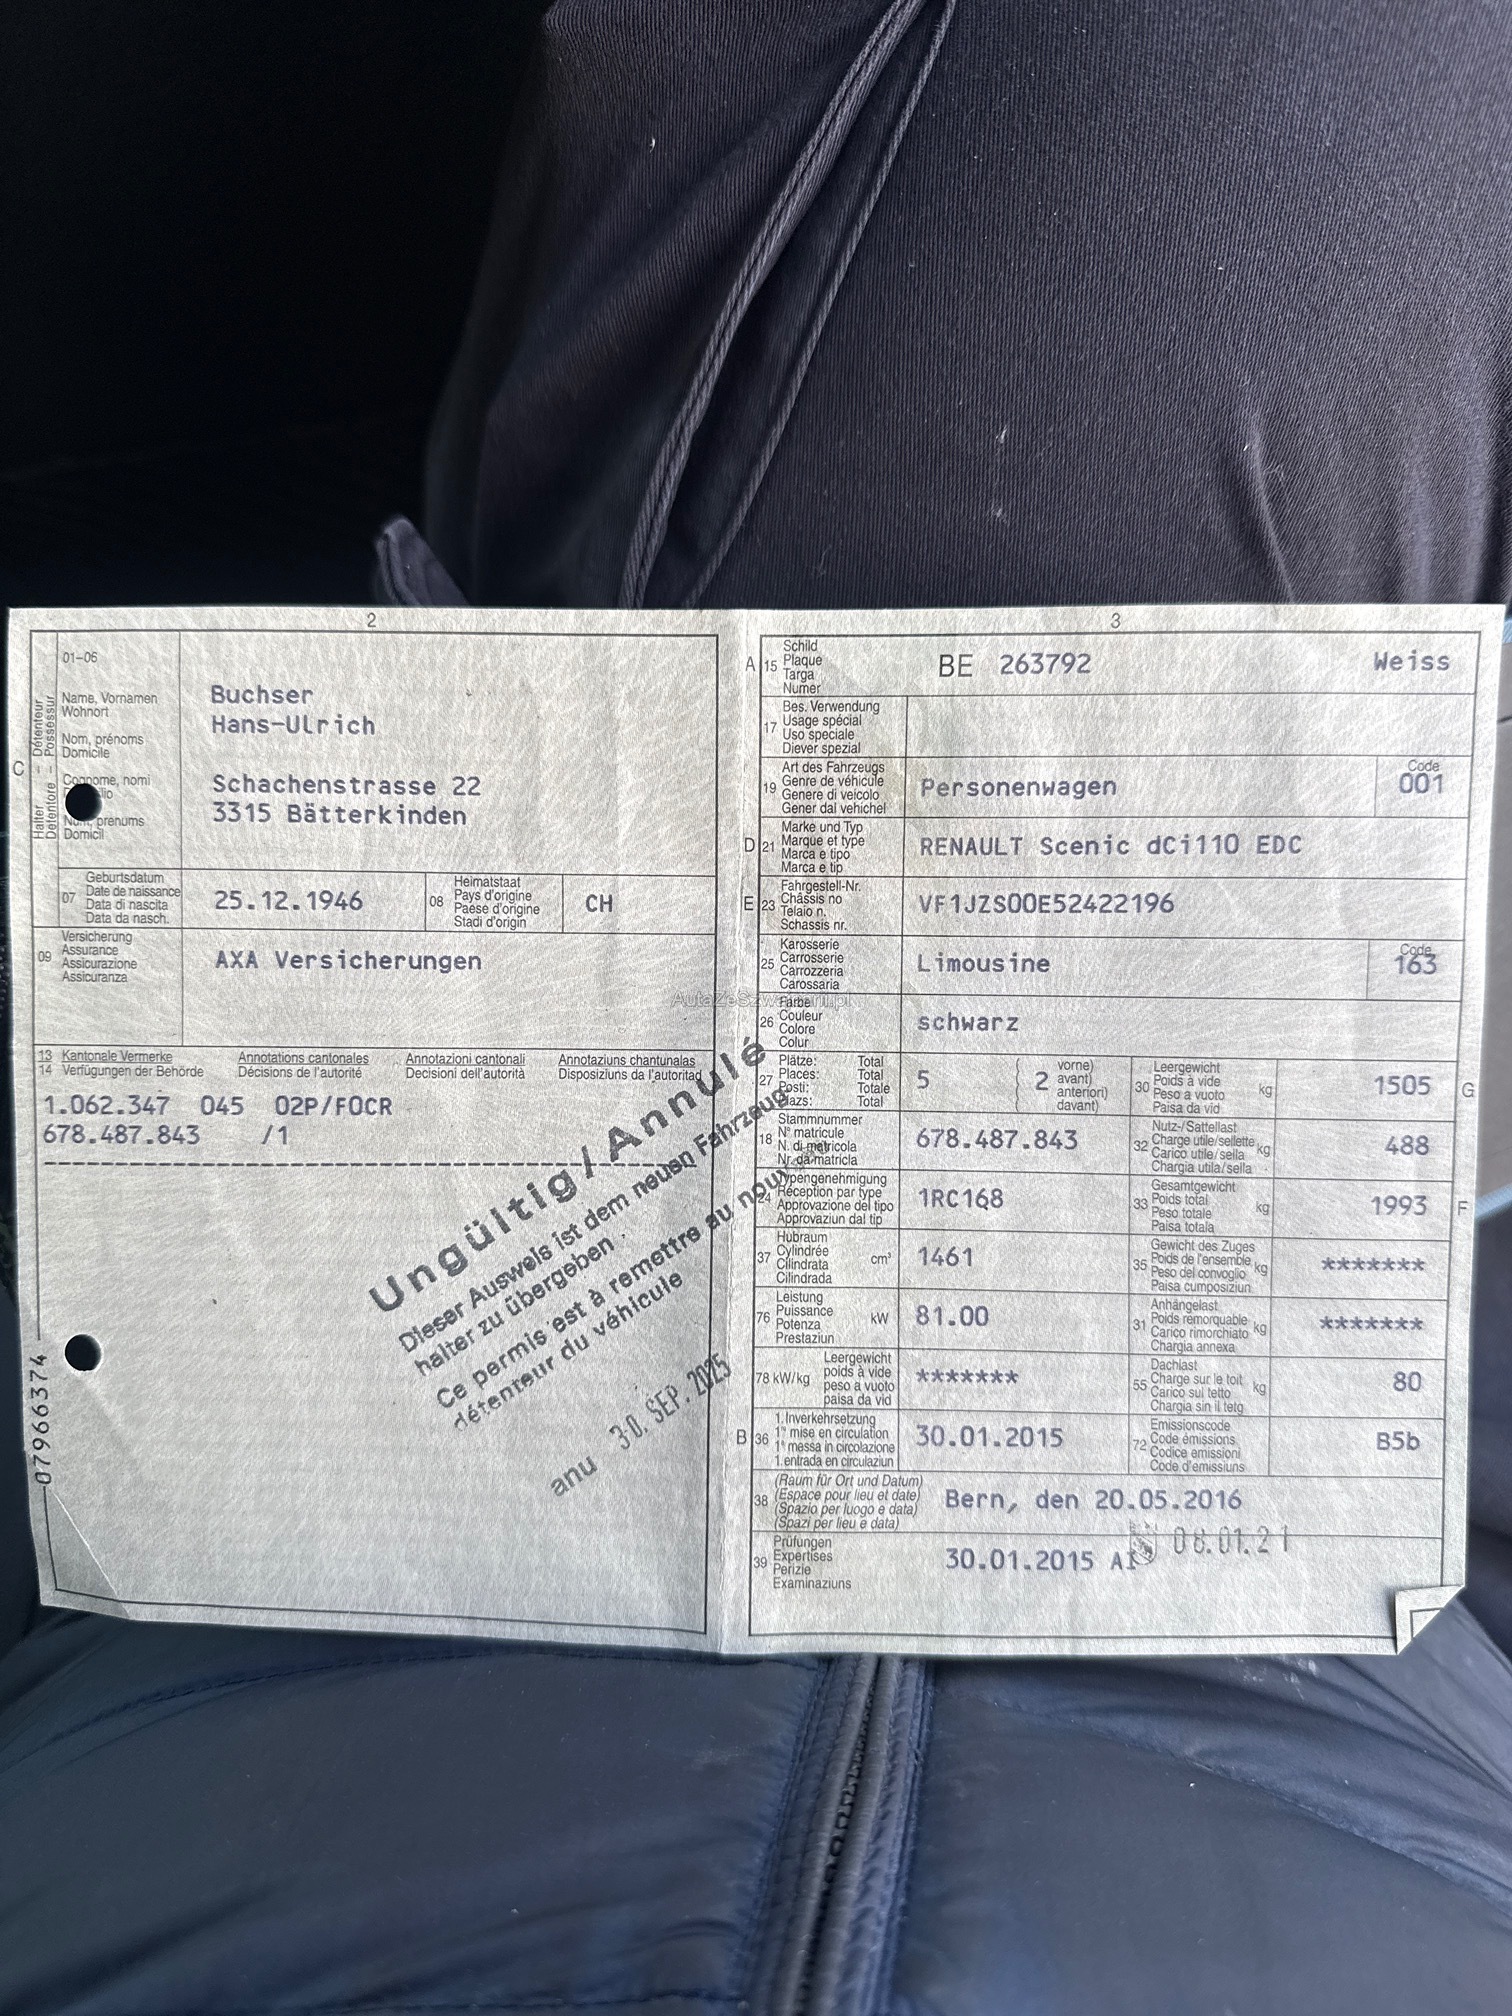 2
01–06
Halter – Détenteur
Detentore – Possessur
C
Name, Vornamen
Wohnort
Nom, prénoms
Domicile
Cognome, nomi
prenums
Domicil
Buchser
Hans-Ulrich
Schachenstrasse 22
3315 Bätterkinden
07
Geburtsdatum
Date de naissance
Data di nascita
Data da nasch.
25.12.1946
08
Heimatstaat
Pays d'origine
Paese d'origine
Stadi d'origin
CH
09
Versicherung
Assurance
Assicurazione
Assicuranza
AXA Versicherungen
13 Kantonale Vermerke Annotations cantonales Annotazioni cantonali Annotaziuns chantunalas
14 Verfügungen der Behörde Décisions de l'autorité Decisioni dell'autorità Disposiziuns da l'autoritad
1.062.347 045 02P/F0CR
678.487.843 /1
Ungültig / Annulé
Dieser Ausweis ist dem neuen Fahrzeug-
halter zu übergeben
Ce permis est à remettre au nouveau
détenteur du véhicule
anu 30. SEP. 2025
07966374
AutaZeSzwajcarii.pl
3
A 15
Schild
Plaque
Targa
Numer
BE 263792 Weiss
17
Bes. Verwendung
Usage spécial
Uso speciale
Diever spezial
19
Art des Fahrzeugs
Genre de véhicule
Genere di veicolo
Gener dal vehichel
Personenwagen
Code
001
D 21
Marke und Typ
Marque et type
Marca e tipo
Marca e tip
RENAULT Scenic dCi110 EDC
E 23
Fahrgestell-Nr.
Châssis no
Telaio n.
Schassis nr.
VF1JZS00E52422196
25
Karosserie
Carrosserie
Carrozzeria
Carossaria
Limousine
Code
163
26
Farbe
Couleur
Colore
Colur
schwarz
27
Plätze: Total
Places: Total
Posti: Totale
Plazs: Total
5
2
vorne)
avant)
anteriori)
davant)
30
Leergewicht
Poids à vide
Peso a vuoto
Paisa da vid
kg
1505
G
18
Stammnummer
N° matricule
N. di matricola
Nr. da matricla
678.487.843
32
Nutz-/Sattellast
Charge utile/sellette
Carico utile/sella
Chargia utila/sella
kg
488
24
Typengenehmigung
Réception par type
Approvazione del tipo
Approvaziun dal tip
1RC168
33
Gesamtgewicht
Poids total
Peso totale
Paisa totala
kg
1993
F
37
Hubraum
Cylindrée
Cilindrata
Cilindrada
cm³
1461
35
Gewicht des Zuges
Poids de l'ensemble
Peso del convoglio
Paisa cumposiziun
kg
*******
76
Leistung
Puissance
Potenza
Prestaziun
kW
81.00
31
Anhängelast
Poids remorquable
Carico rimorchiato
Chargia annexa
kg
*******
78 kW/kg
Leergewicht
poids à vide
peso a vuoto
paisa da vid
*******
55
Dachlast
Charge sur le toit
Carico sul tetto
Chargia sin il tetg
kg
80
B 36
1. Inverkehrsetzung
1re mise en circulation
1a messa in circolazione
1. entrada en circulaziun
30.01.2015
72
Emissionscode
Code émissions
Codice emissioni
Code d'emissiuns
B5b
38
(Raum für Ort und Datum)
(Espace pour lieu et date)
(Spazio per luogo e data)
(Spazi per lieu e data)
Bern, den 20.05.2016
39
Prüfungen
Expertises
Perizie
Examinaziuns
30.01.2015 AI
06.01.21